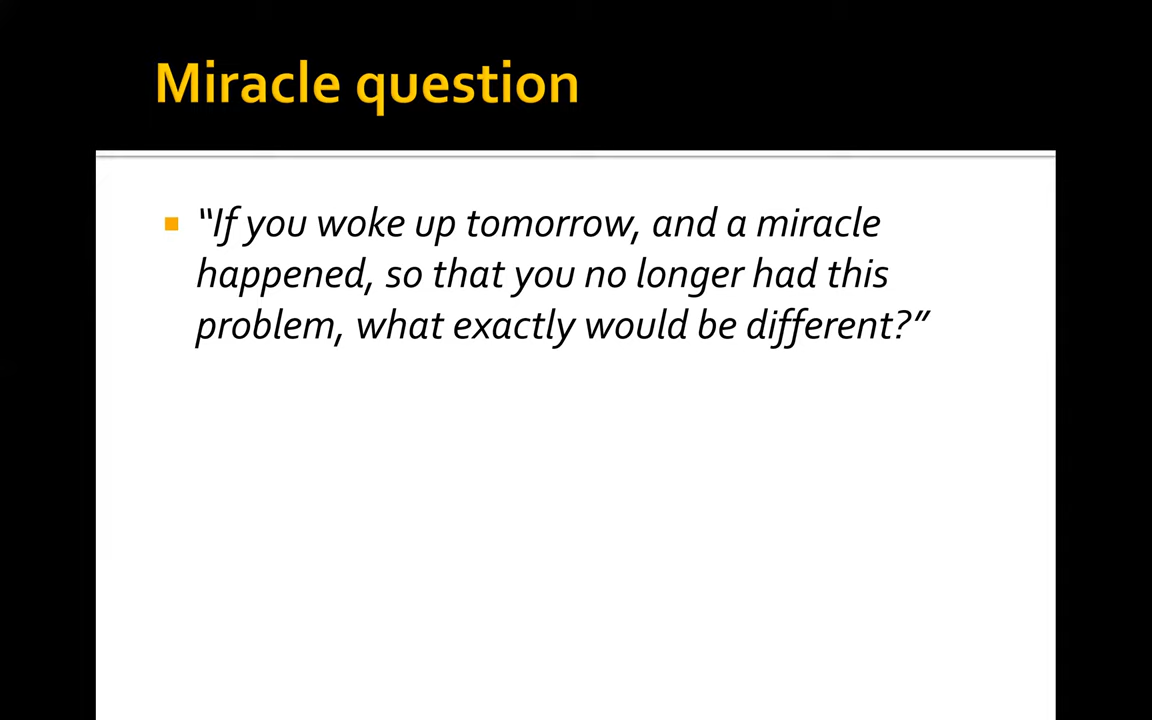 Miracle question
“If you woke up tomorrow, and a miracle
happened, so that you no longer had this
problem, what exactly would be different?”